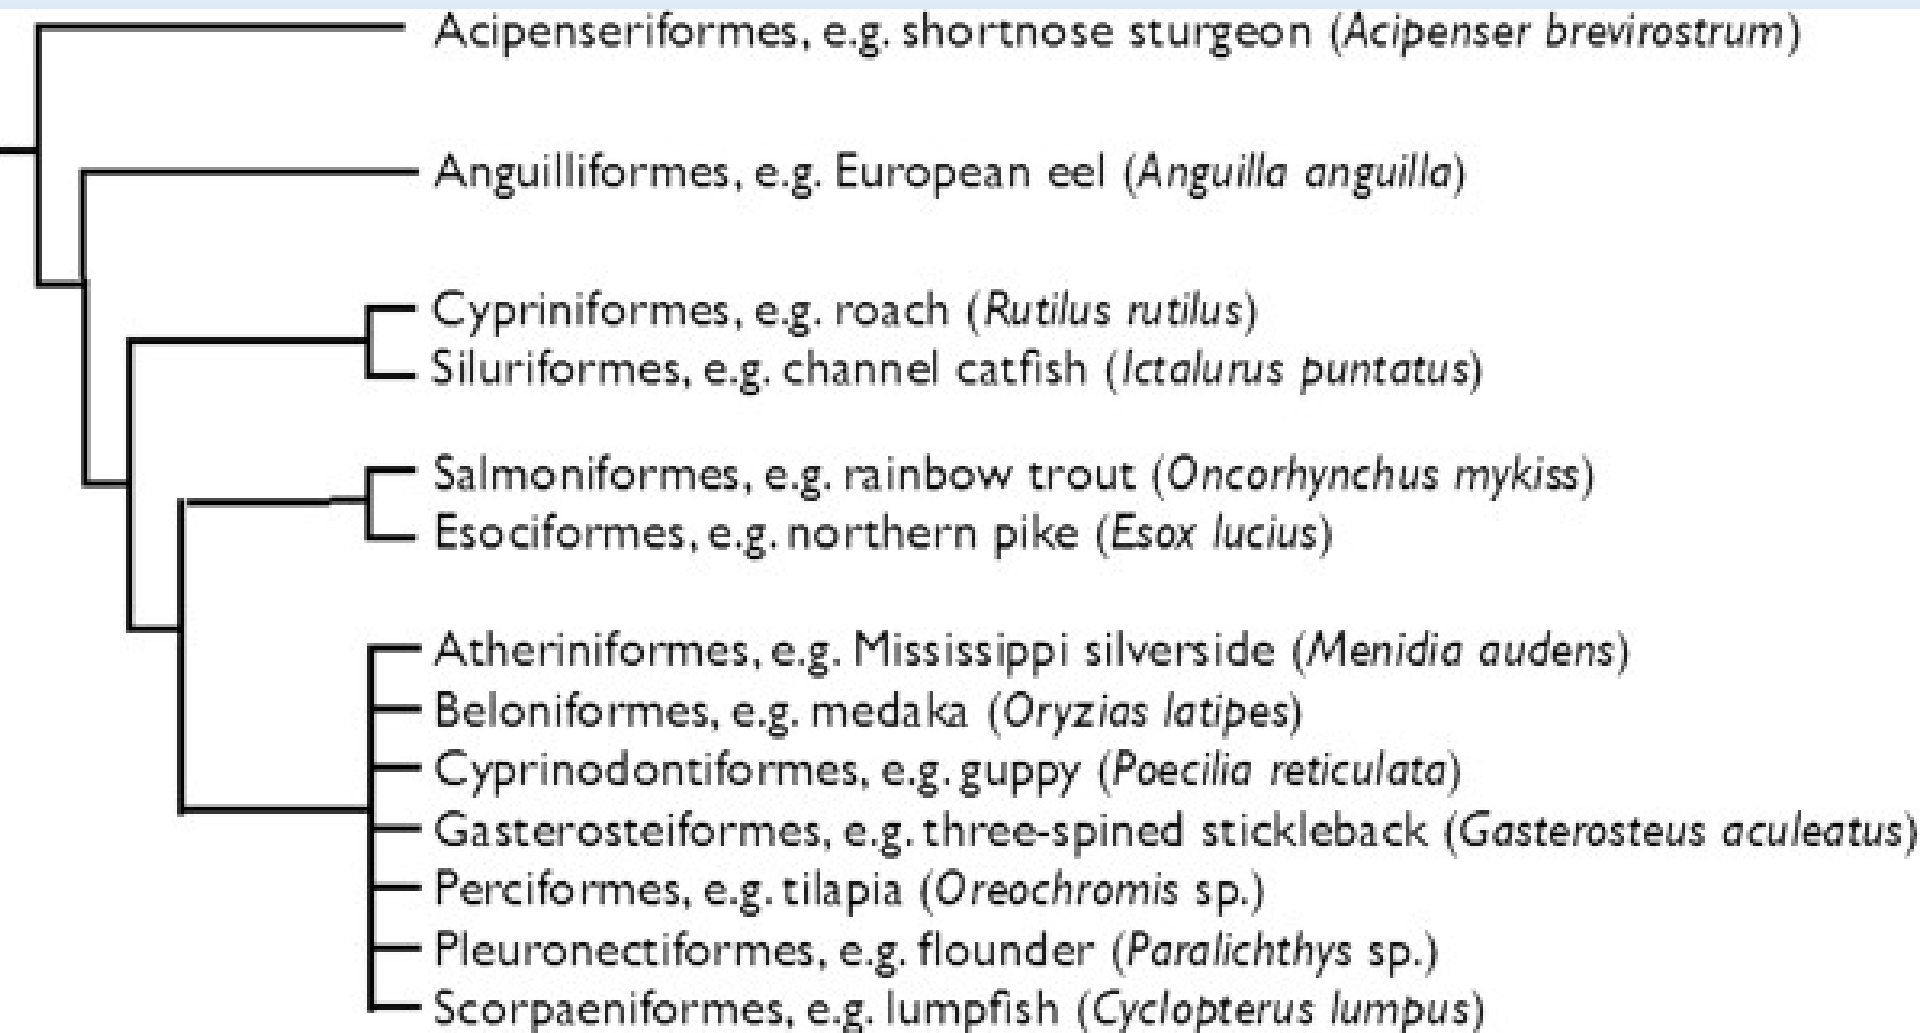 Acipenseriformes, e.g. shortnose sturgeon (Acipenser brevirostrum)
Anguilliformes, e.g. European eel (Anguilla anguilla)
Cypriniformes, e.g. roach (Rutilus rutilus)
Siluriformes, e.g. channel catfish (Ictalurus puntatus)
Salmoniformes, e.g. rainbow trout (Oncorhynchus mykiss)
Esociformes, e.g. northern pike (Esox lucius)
Atheriniformes, e.g. Mississippi silverside (Menidia audens)
Beloniformes, e.g. medaka (Oryzias latipes)
Cyprinodontiformes, e.g. guppy (Poecilia reticulata)
Gasterosteiformes, e.g. three-spined stickleback (Gasterosteus aculeatus)
Perciformes, e.g. tilapia (Oreochromis sp.)
Pleuronectiformes, e.g. flounder (Paralichthys sp.)
Scorpaeniformes, e.g. lumpfish (Cyclopterus lumpus)